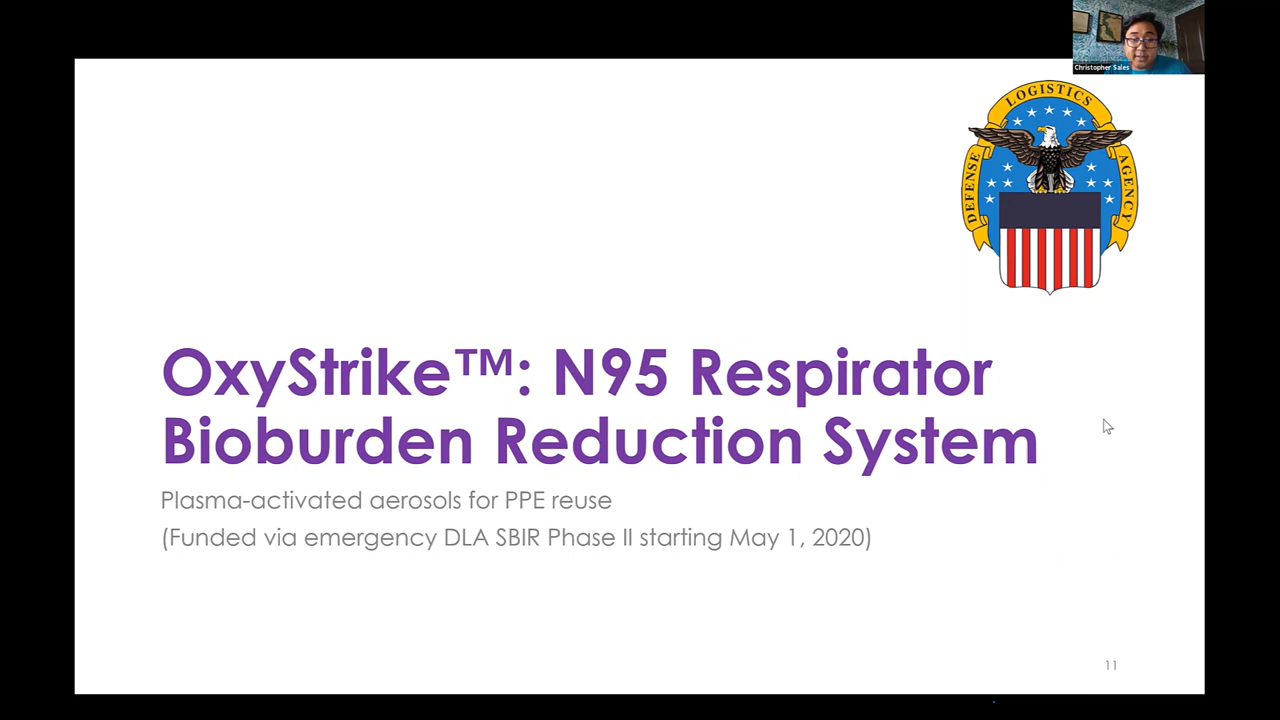 Christopher Sales
LOGISTICS
DEFENSE
AGENCY
OxyStrike™: N95 Respirator
Bioburden Reduction System
Plasma-activated aerosols for PPE reuse
(Funded via emergency DLA SBIR Phase II starting May 1, 2020)
11